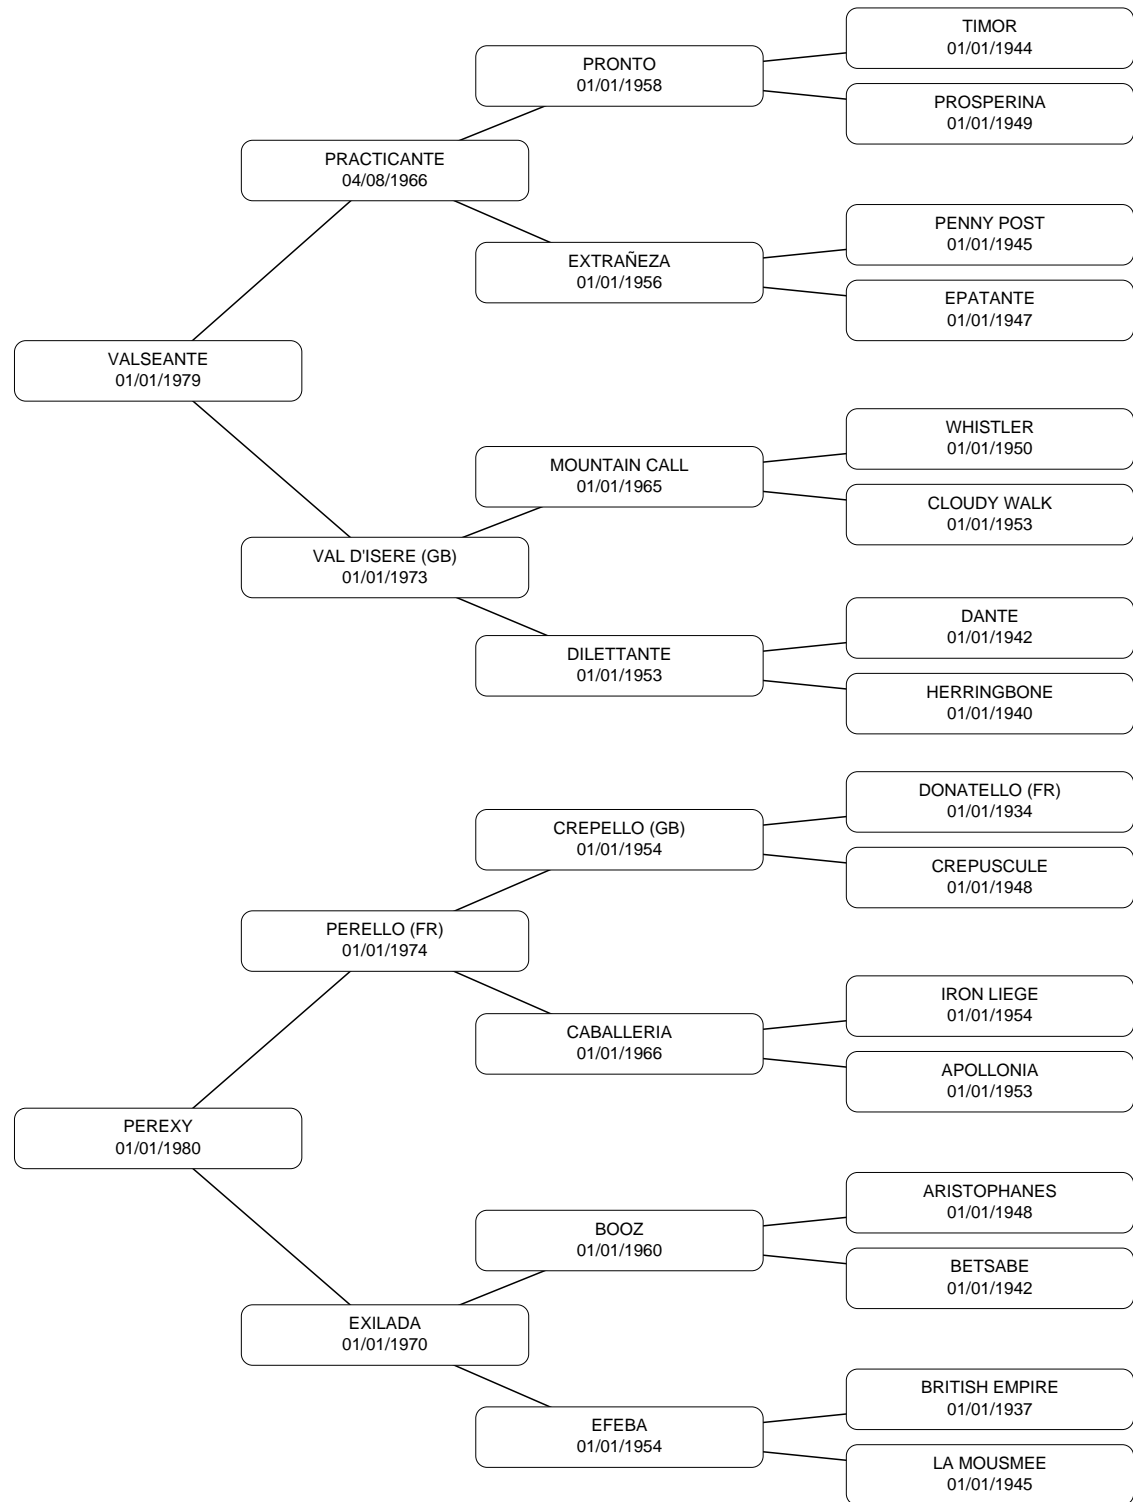 TIMOR
01/01/1944
PRONTO
01/01/1958
PROSPERINA
01/01/1949
PRACTICANTE
04/08/1966
PENNY POST
01/01/1945
EXTRAÑEZA
01/01/1956
EPATANTE
01/01/1947
VALSEANTE
01/01/1979
WHISTLER
01/01/1950
MOUNTAIN CALL
01/01/1965
CLOUDY WALK
01/01/1953
VAL D'ISERE (GB)
01/01/1973
DANTE
01/01/1942
DILETTANTE
01/01/1953
HERRINGBONE
01/01/1940
DONATELLO (FR)
01/01/1934
CREPELLO (GB)
01/01/1954
CREPUSCULE
01/01/1948
PERELLO (FR)
01/01/1974
IRON LIEGE
01/01/1954
CABALLERIA
01/01/1966
APOLLONIA
01/01/1953
PEREXY
01/01/1980
ARISTOPHANES
01/01/1948
BOOZ
01/01/1960
BETSABE
01/01/1942
EXILADA
01/01/1970
BRITISH EMPIRE
01/01/1937
EFEBA
01/01/1954
LA MOUSMEE
01/01/1945